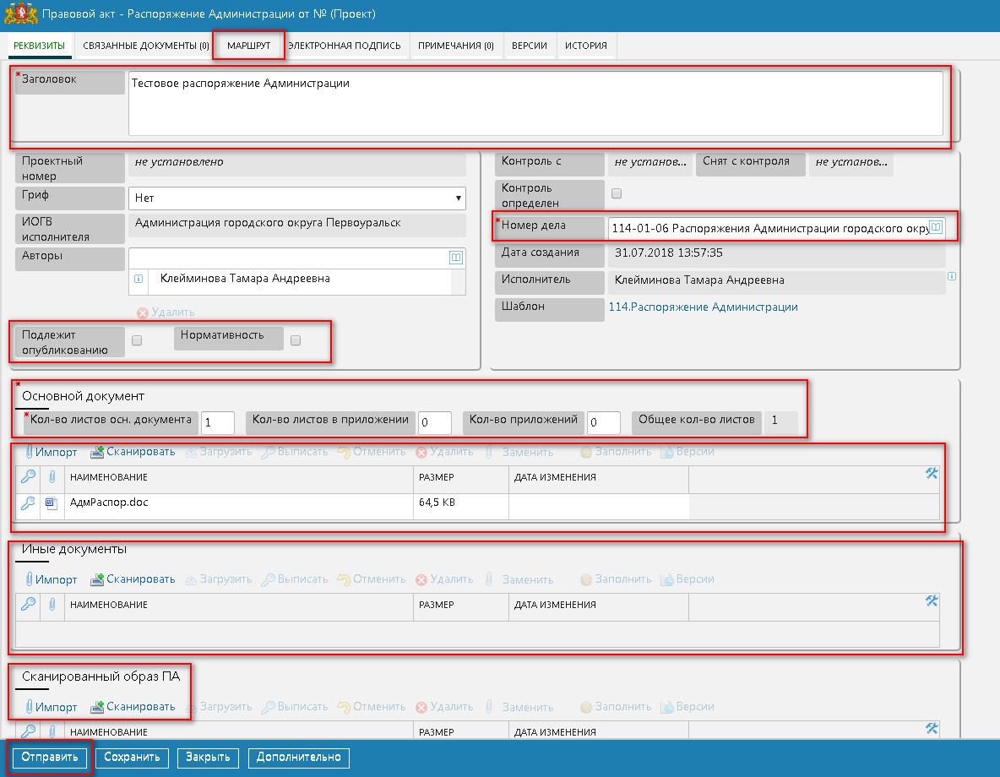 Правовой акт - Распоряжение Администрации от № (Проект)
РЕКВИЗИТЫ СВЯЗАННЫЕ ДОКУМЕНТЫ (0) МАРШРУТ ЭЛЕКТРОННАЯ ПОДПИСЬ ПРИМЕЧАНИЯ (0) ВЕРСИИ ИСТОРИЯ
*Заголовок Тестовое распоряжение Администрации
Проектный номер не установлено
Гриф Нет
ИОГВ исполнителя Администрация городского округа Первоуральск
Авторы
Клейминова Тамара Андреевна
Удалить
Подлежит опубликованию Нормативность
Контроль с не установ... Снят с контроля не установ...
Контроль определен
*Номер дела 114-01-06 Распоряжения Администрации городского окру
Дата создания 31.07.2018 13:57:35
Исполнитель Клейминова Тамара Андреевна
Шаблон 114.Распоряжение Администрации
*
Основной документ
*Кол-во листов осн. документа 1 Кол-во листов в приложении 0 Кол-во приложений 0 Общее кол-во листов 1
Импорт Сканировать Загрузить Выписать Отменить Удалить Заменить Заполнить Версии
НАИМЕНОВАНИЕ РАЗМЕР ДАТА ИЗМЕНЕНИЯ
АдмРаспор.doc 64,5 KB
Иные документы
Импорт Сканировать Загрузить Выписать Отменить Удалить Заменить Заполнить Версии
НАИМЕНОВАНИЕ РАЗМЕР ДАТА ИЗМЕНЕНИЯ
Сканированный образ ПА
Импорт Сканировать Загрузить Выписать Отменить Удалить Заменить Заполнить Версии
НАИМЕНОВАНИЕ РАЗМЕР ДАТА ИЗМЕНЕНИЯ
Отправить Сохранить Закрыть Дополнительно